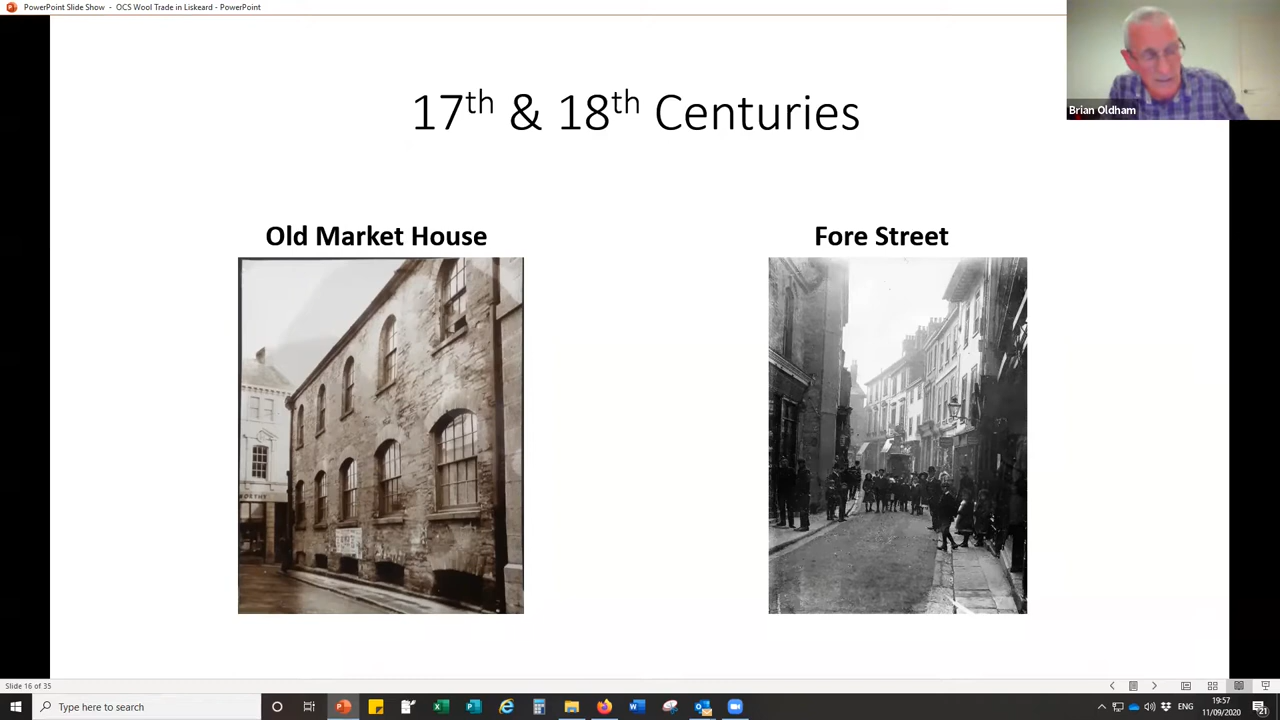 PowerPoint Slide Show - OCS Wool Trade in Liskeard - PowerPoint
Brian Oldham
17th & 18th Centuries
Old Market House
Fore Street
Slide 16 of 35
Type here to search
ENG
19:57
11/09/2020
21